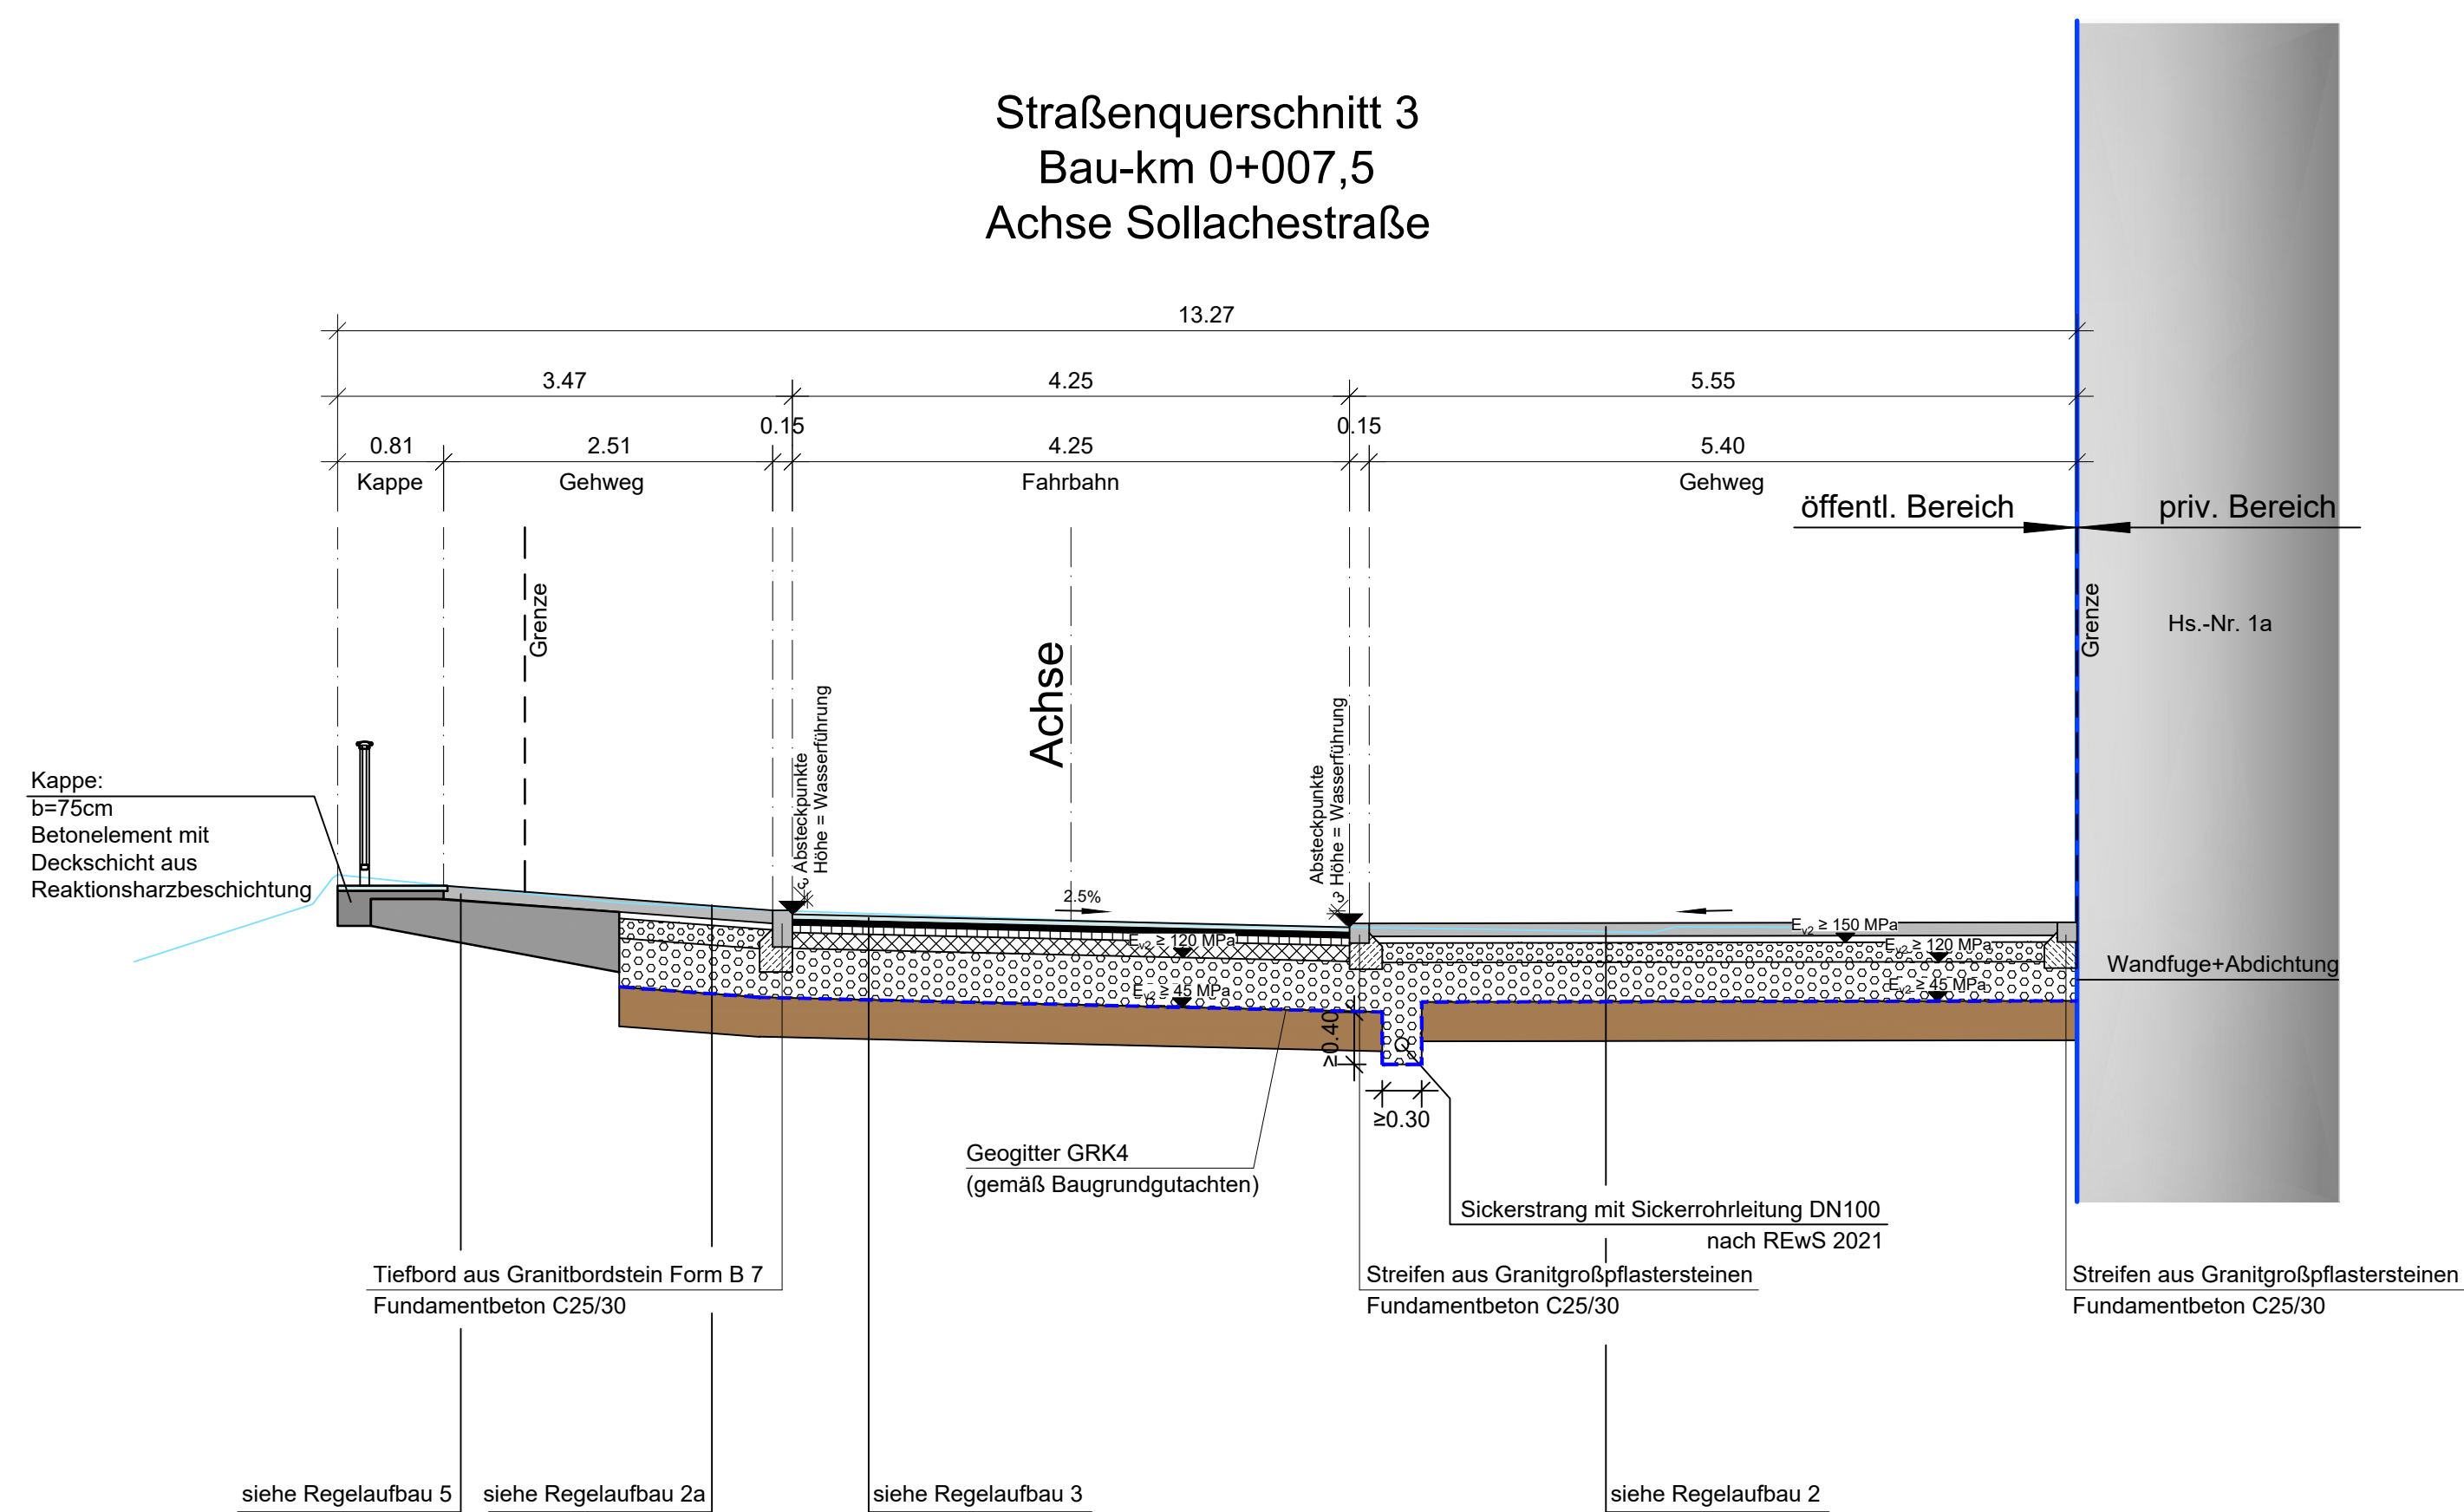 Straßenquerschnitt 3
Bau-km 0+007,5
Achse Sollachestraße
13.27
3.47
4.25
5.55
0.15
0.15
0.81
2.51
4.25
5.40
Kappe
Gehweg
Fahrbahn
Gehweg
öffentl. Bereich
priv. Bereich
Grenze
Achse
Grenze
Hs.-Nr. 1a
Absteckpunkte
Höhe = Wasserführung
3
Absteckpunkte
Höhe = Wasserführung
3
Kappe:
b=75cm
Betonelement mit
Deckschicht aus
Reaktionsharzbeschichtung
2.5%
Ev2 ≥ 150 MPa
Ev2 ≥ 120 MPa
Ev2 ≥ 120 MPa
Ev2 ≥ 45 MPa
Ev2 ≥ 45 MPa
Wandfuge+Abdichtung
≥0.40
≥0.30
Geogitter GRK4
(gemäß Baugrundgutachten)
Sickerstrang mit Sickerrohrleitung DN100
nach REwS 2021
Tiefbord aus Granitbordstein Form B 7
Fundamentbeton C25/30
Streifen aus Granitgroßpflastersteinen
Fundamentbeton C25/30
Streifen aus Granitgroßpflastersteinen
Fundamentbeton C25/30
siehe Regelaufbau 5
siehe Regelaufbau 2a
siehe Regelaufbau 3
siehe Regelaufbau 2